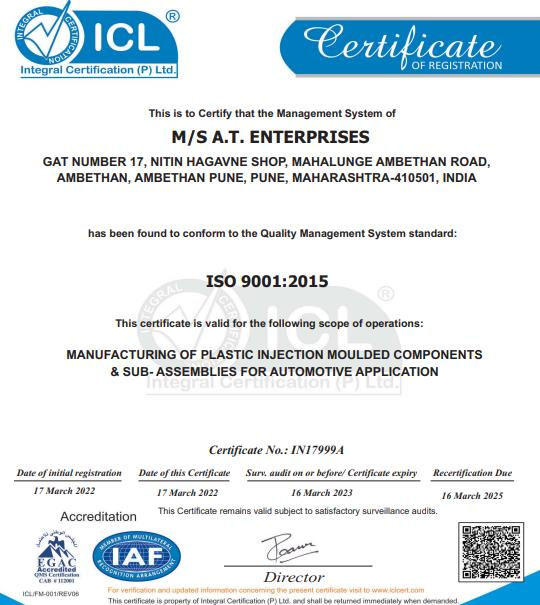 INTEGRAL CERTIFICATION
ICL ®
Integral Certification (P) Ltd.
Certificate
OF REGISTRATION
This is to Certify that the Management System of
M/S A.T. ENTERPRISES
GAT NUMBER 17, NITIN HAGAVNE SHOP, MAHALUNGE AMBETHAN ROAD,
AMBETHAN, AMBETHAN PUNE, PUNE, MAHARASHTRA-410501, INDIA
has been found to conform to the Quality Management System standard:
ISO 9001:2015
INTEGRAL CERTIFICATION
ICL ®
This certificate is valid for the following scope of operations:
MANUFACTURING OF PLASTIC INJECTION MOULDED COMPONENTS
& SUB- ASSEMBLIES FOR AUTOMOTIVE APPLICATION
Integral Certification (P) Ltd.
Certificate No.: IN17999A
Date of initial registration Date of this Certificate Surv. audit on or before/ Certificate expiry Recertification Due
17 March 2022 17 March 2022 16 March 2023 16 March 2025
This Certificate remains valid subject to satisfactory surveillance audits.
Accreditation
EGAC
Accredited
QMS Certification
CAB # 112001
MEMBER OF MULTILATERAL
IAF
RECOGNITION ARRANGEMENT
Director
ICL/FM-001/REV06
For verification and updated information concerning the present certificate visit to www.iclcert.com
This certificate is property of Integral Certification (P) Ltd. and shall be returned immediately when demanded.